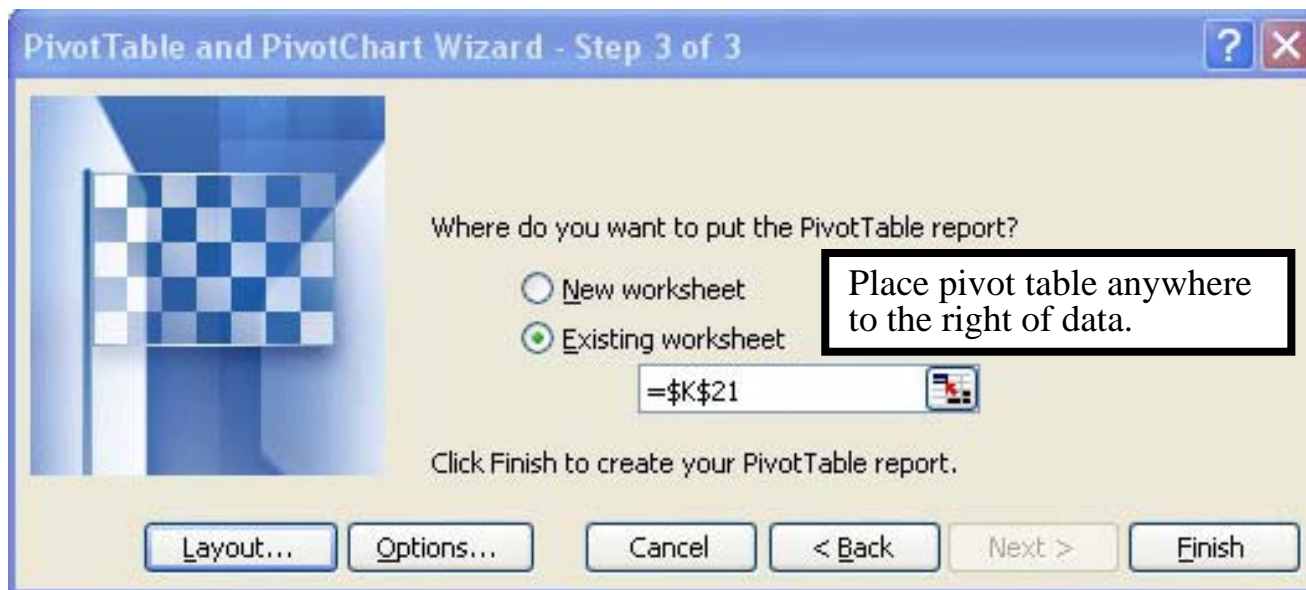 PivotTable and PivotChart Wizard - Step 3 of 3
?
Where do you want to put the PivotTable report?
New worksheet
Existing worksheet
Place pivot table anywhere
to the right of data.
=$K$21
Click Finish to create your PivotTable report.
Layout... Options... Cancel < Back Next > Finish